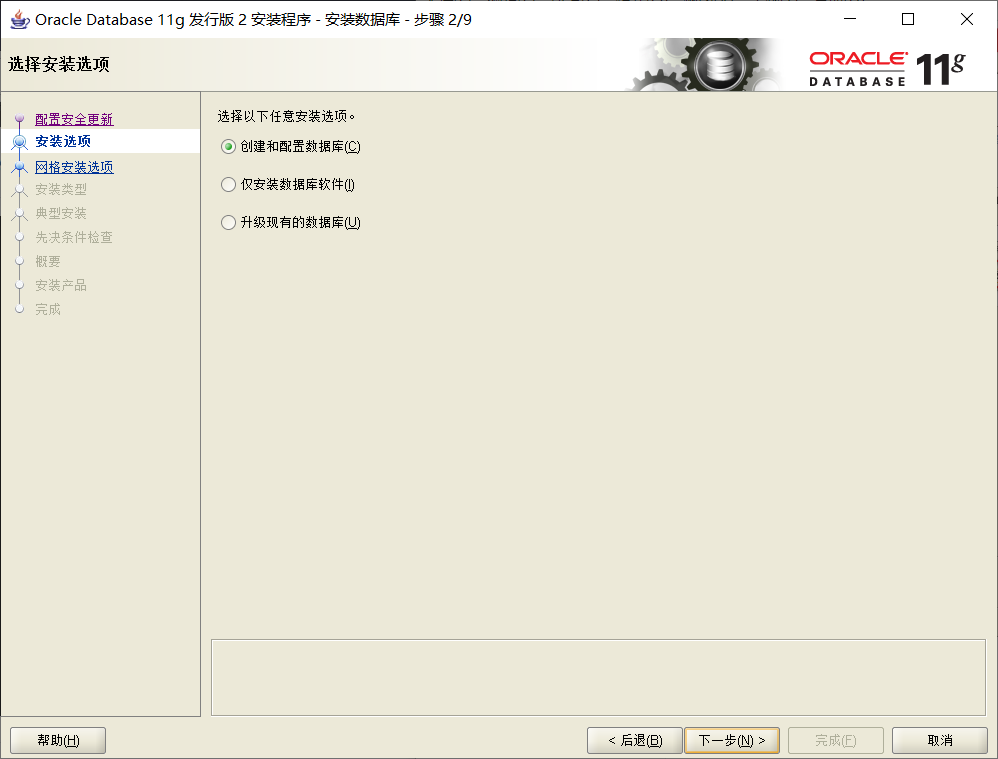 Oracle Database 11g 发行版 2 安装程序 - 安装数据库 - 步骤 2/9
选择安装选项
ORACLE
DATABASE
11g
配置安全更新
安装选项
网格安装选项
安装类型
典型安装
先决条件检查
概要
安装产品
完成
选择以下任意安装选项。
创建和配置数据库(C)
仅安装数据库软件(I)
升级现有的数据库(U)
帮助(H)
< 后退(B)
下一步(N) >
完成(F)
取消